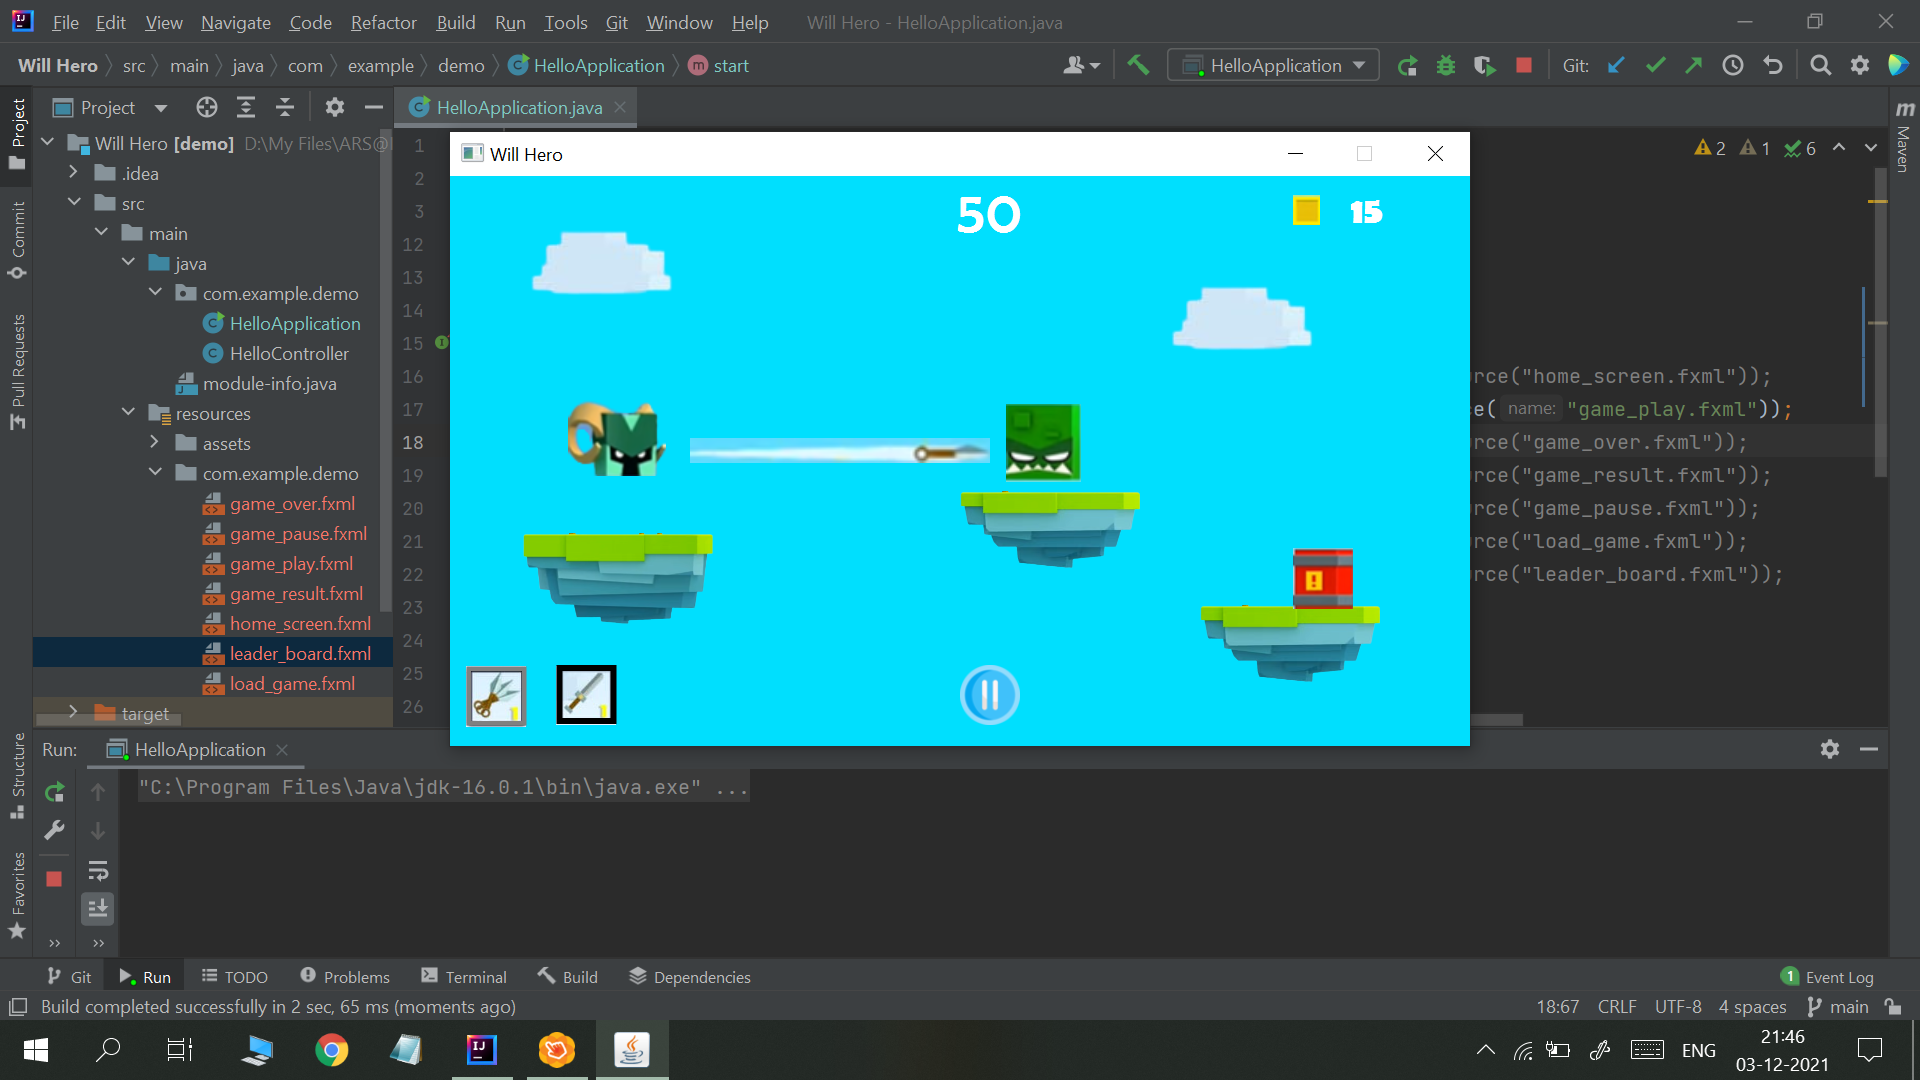 File Edit View Navigate Code Refactor Build Run Tools Git Window Help Will Hero - HelloApplication.java
Will Hero src main java com example demo HelloApplication m start HelloApplication Git:
Project HelloApplication.java
Will Hero [demo] D:\My Files\ARS@
.idea
src
main
java
com.example.demo
HelloApplication
HelloController
module-info.java
resources
assets
com.example.demo
game_over.fxml
game_pause.fxml
game_play.fxml
game_result.fxml
home_screen.fxml
leader_board.fxml
load_game.fxml
target
Project
Commit
Pull Requests
Structure
Favorites
m
Maven
1
2
3
12
13
14
15
16
17
18
19
20
21
22
23
24
25
26
2 1 6
Will Hero
50
15
!
1
1
rce("home_screen.fxml"));
ce( name: "game_play.fxml"));
rce("game_over.fxml"));
rce("game_result.fxml"));
rce("game_pause.fxml"));
rce("load_game.fxml"));
rce("leader_board.fxml"));
Run: HelloApplication
"C:\Program Files\Java\jdk-16.0.1\bin\java.exe" ...
Git Run TODO Problems Terminal Build Dependencies 1 Event Log
Build completed successfully in 2 sec, 65 ms (moments ago) 18:67 CRLF UTF-8 4 spaces main
ENG
21:46
03-12-2021